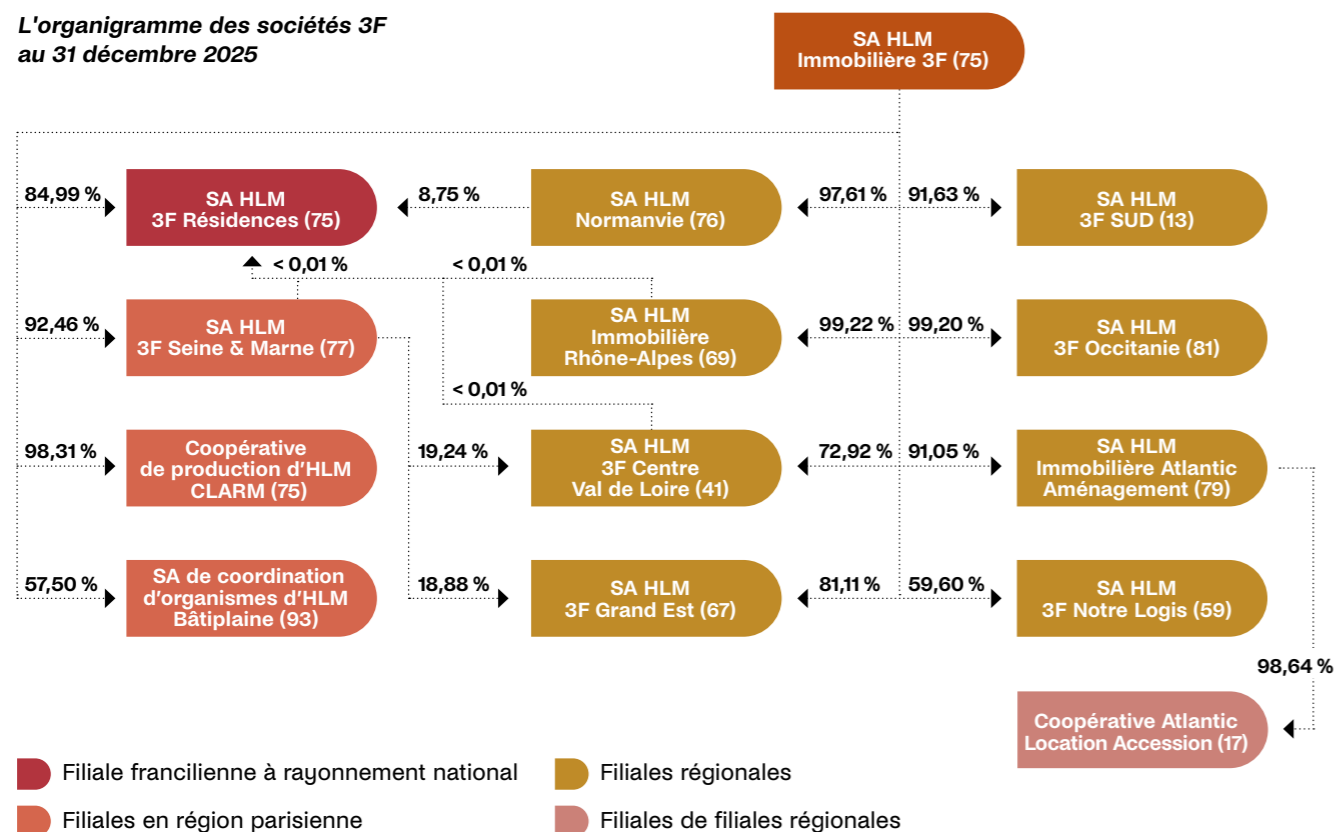 L'organigramme des sociétés 3F
au 31 décembre 2025
SA HLM
Immobilière 3F (75)
84,99 %
SA HLM
3F Résidences (75)
8,75 %
SA HLM
Normanvie (76)
97,61 %
91,63 %
SA HLM
3F SUD (13)
< 0,01 %
< 0,01 %
92,46 %
SA HLM
3F Seine & Marne (77)
SA HLM
Immobilière
Rhône-Alpes (69)
99,22 %
99,20 %
SA HLM
3F Occitanie (81)
< 0,01 %
98,31 %
Coopérative
de production d’HLM
CLARM (75)
19,24 %
SA HLM
3F Centre
Val de Loire (41)
72,92 %
91,05 %
SA HLM
Immobilière Atlantic
Aménagement (79)
57,50 %
SA de coordination
d’organismes d’HLM
Bâtiplaine (93)
18,88 %
SA HLM
3F Grand Est (67)
81,11 %
59,60 %
SA HLM
3F Notre Logis (59)
98,64 %
Coopérative Atlantic
Location Accession (17)
Filiale francilienne à rayonnement national
Filiales régionales
Filiales en région parisienne
Filiales de filiales régionales